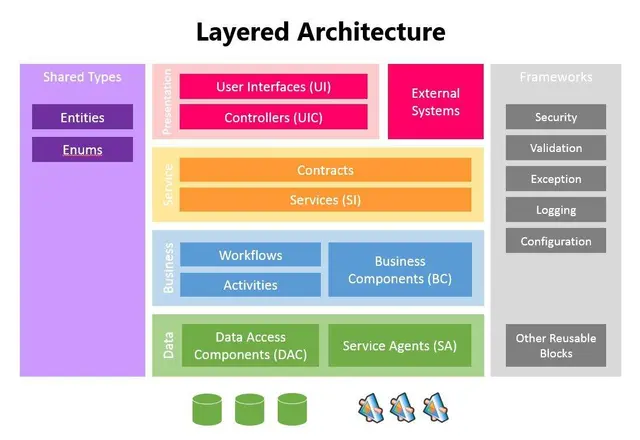 Layered Architecture
Shared Types
Entities
Enums
Presentation
User Interfaces (UI)
Controllers (UIC)
External
Systems
Service
Contracts
Services (SI)
Business
Workflows
Activities
Business
Components (BC)
Data
Data Access
Components (DAC)
Service Agents (SA)
Frameworks
Security
Validation
Exception
Logging
Configuration
Other Reusable
Blocks